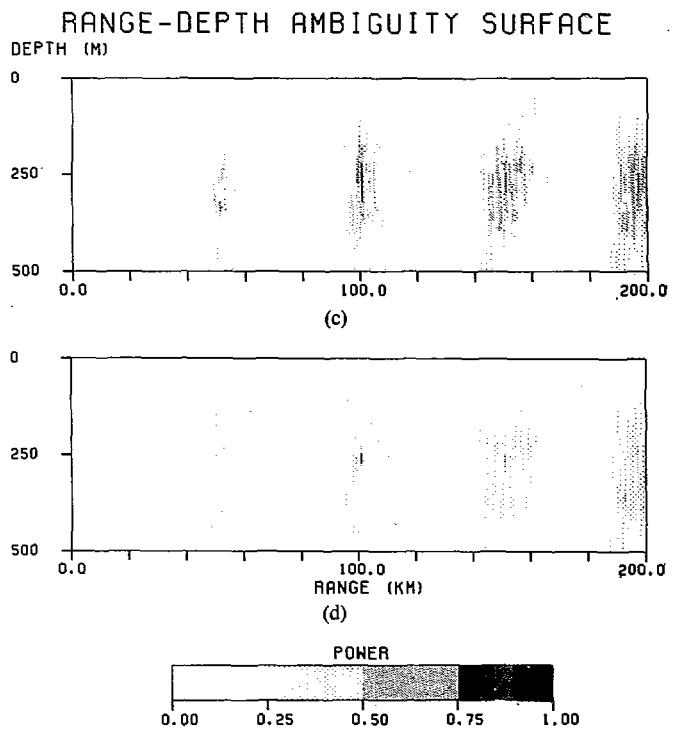 RANGE-DEPTH AMBIGUITY SURFACE
DEPTH (M)
0
250
500
0.0 100.0 200.0
(c)
0
250
500
0.0 100.0 200.0
RANGE (KM)
(d)
POWER
0.00 0.25 0.50 0.75 1.00